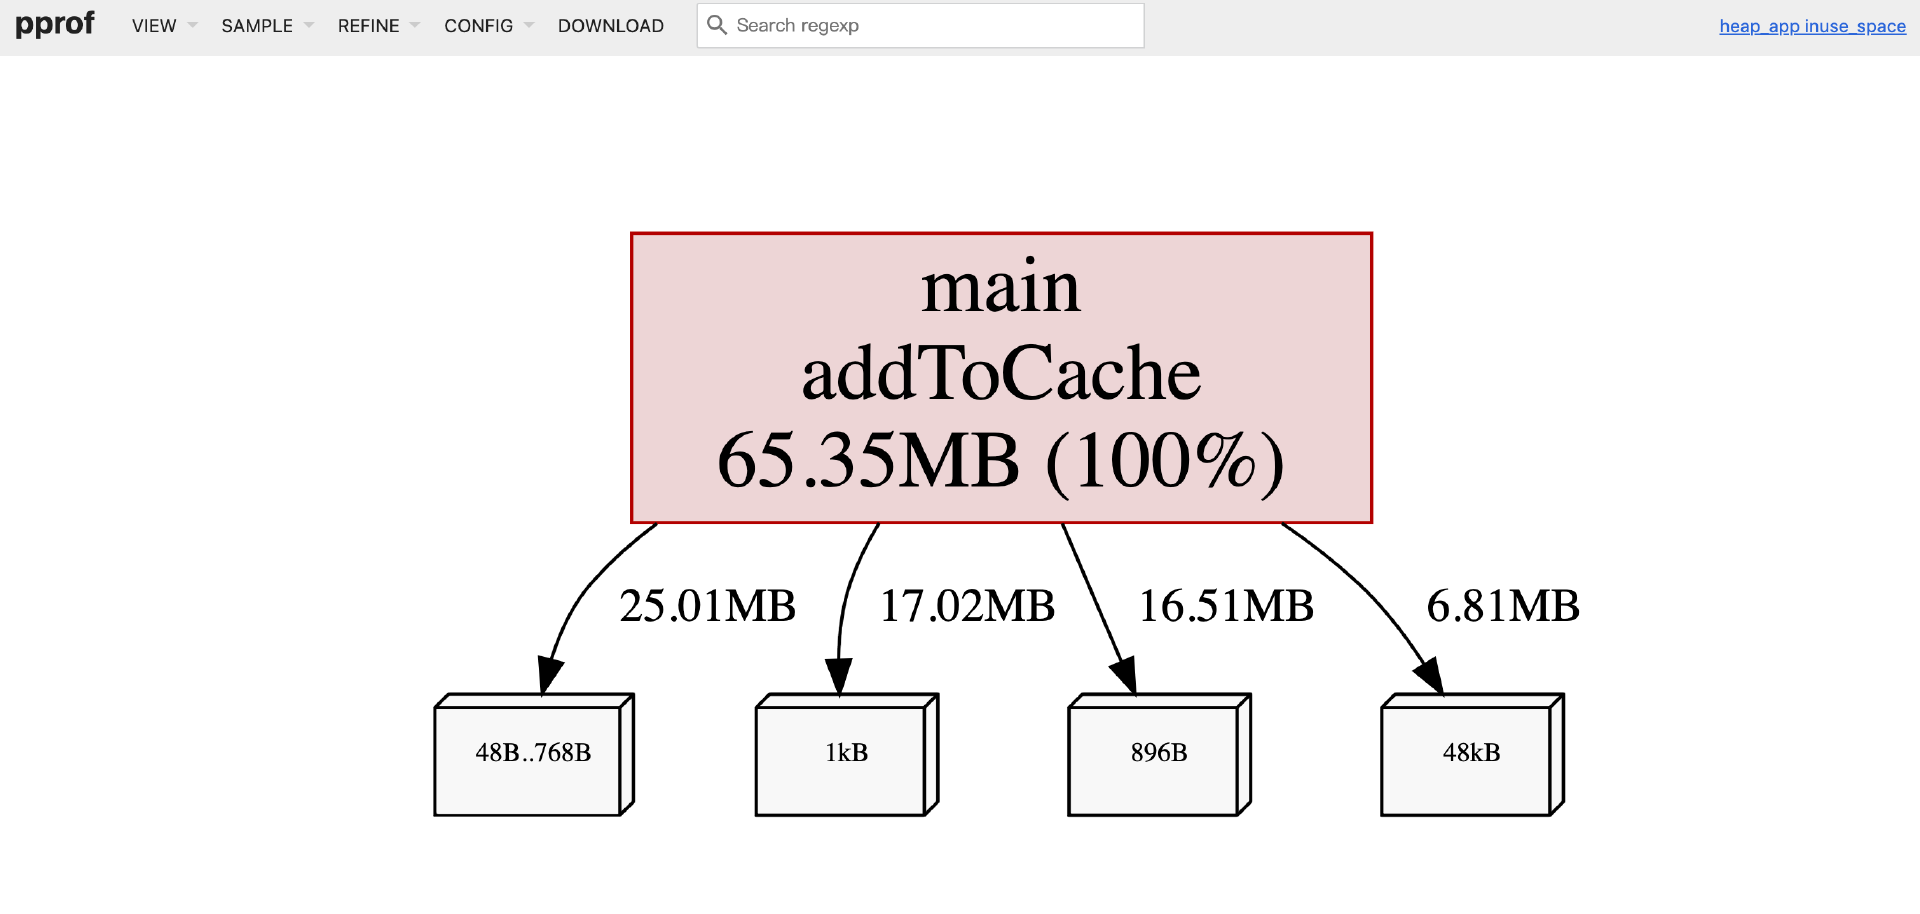 pprof
VIEW
SAMPLE
REFINE
CONFIG
DOWNLOAD
Search regexp
heap_app inuse_space
main
addToCache
65.35MB (100%)
25.01MB
17.02MB
16.51MB
6.81MB
48B..768B
1kB
896B
48kB